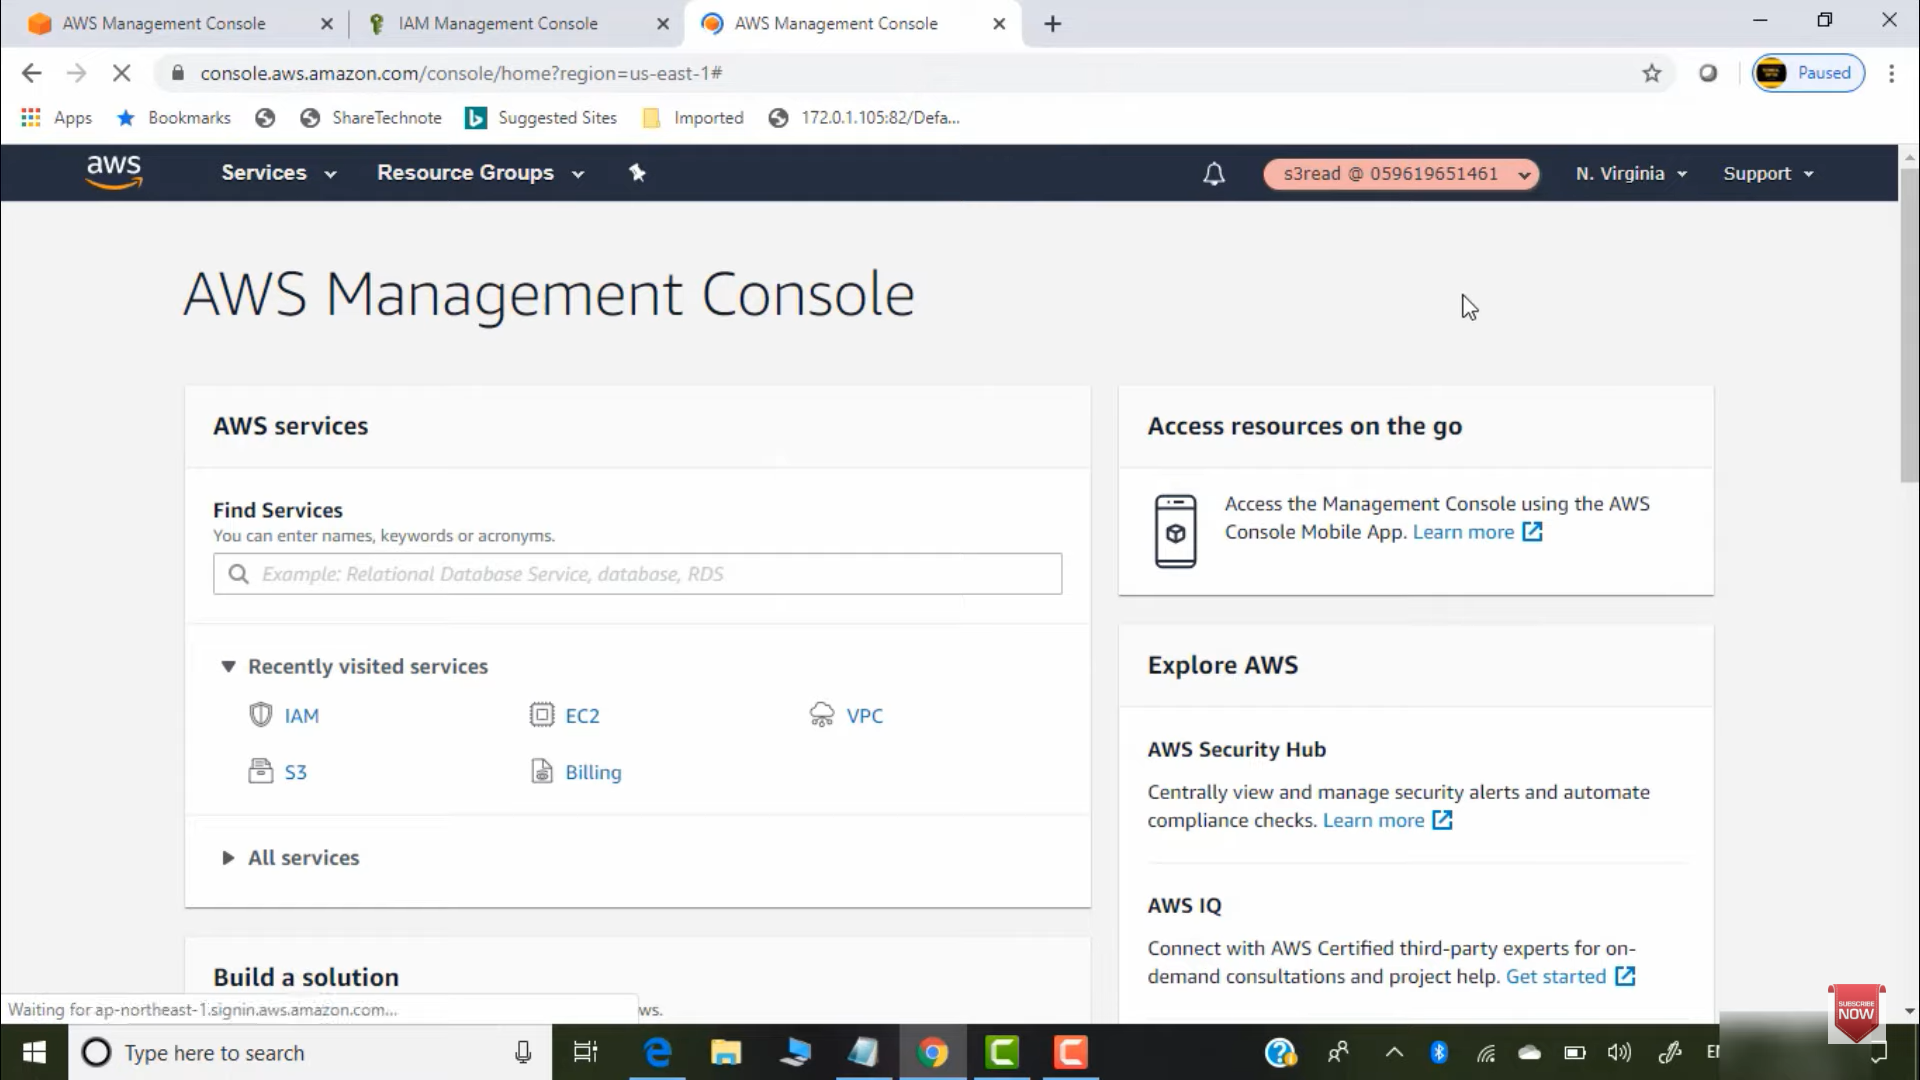 AWS Management Console
IAM Management Console
AWS Management Console
console.aws.amazon.com/console/home?region=us-east-1#
Paused
Apps
Bookmarks
ShareTechnote
Suggested Sites
Imported
172.0.1.105:82/Defa...
aws
Services
Resource Groups
s3read @ 059619651461
N. Virginia
Support
AWS Management Console
AWS services
Find Services
You can enter names, keywords or acronyms.
Example: Relational Database Service, database, RDS
Recently visited services
IAM
EC2
VPC
S3
Billing
All services
Build a solution
Access resources on the go
Access the Management Console using the AWS
Console Mobile App. Learn more
Explore AWS
AWS Security Hub
Centrally view and manage security alerts and automate
compliance checks. Learn more
AWS IQ
Connect with AWS Certified third-party experts for on-
demand consultations and project help. Get started
Waiting for ap-northeast-1.signin.aws.amazon.com...
ws.
SUBSCRIBE
NOW
Type here to search